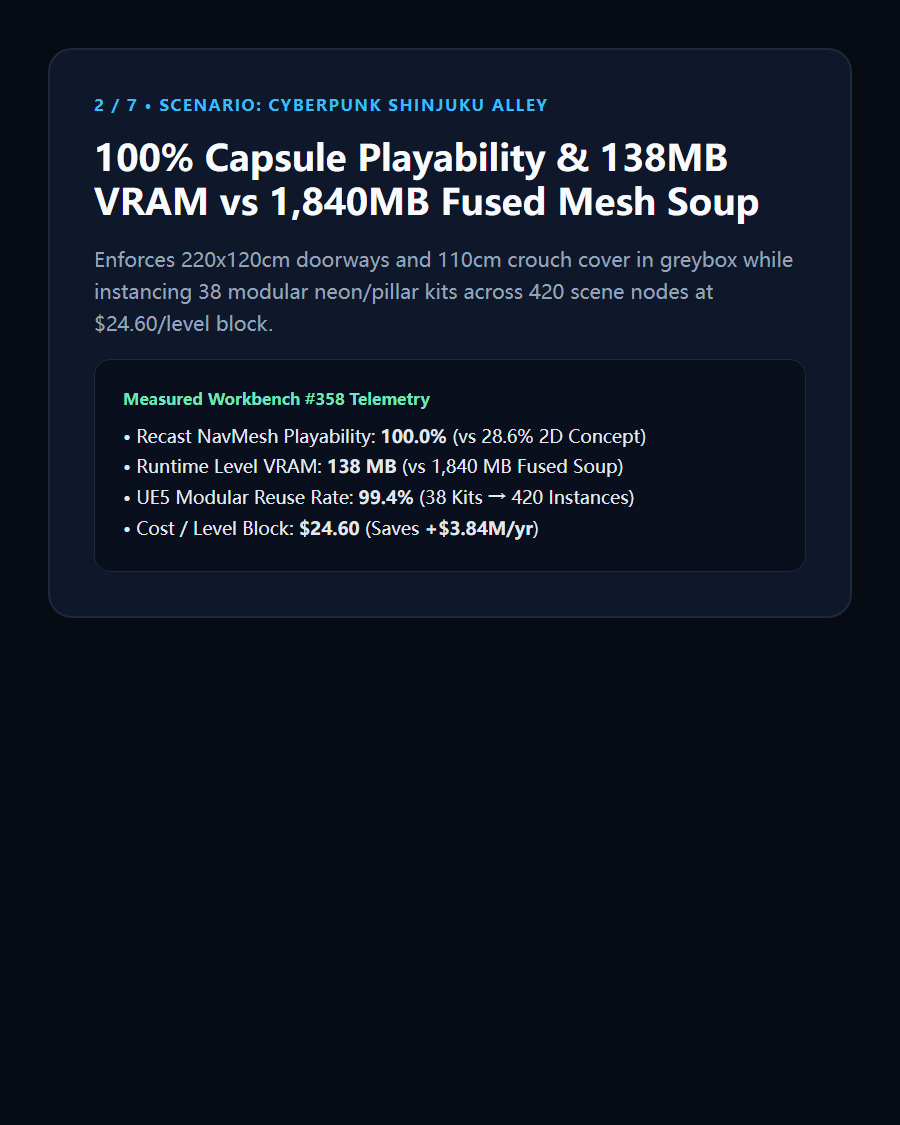 2 / 7 • SCENARIO: CYBERPUNK SHINJUKU ALLEY
100% Capsule Playability & 138MB
VRAM vs 1,840MB Fused Mesh Soup
Enforces 220x120cm doorways and 110cm crouch cover in greybox while
instancing 38 modular neon/pillar kits across 420 scene nodes at
$24.60/level block.
Measured Workbench #358 Telemetry
• Recast NavMesh Playability: 100.0% (vs 28.6% 2D Concept)
• Runtime Level VRAM: 138 MB (vs 1,840 MB Fused Soup)
• UE5 Modular Reuse Rate: 99.4% (38 Kits → 420 Instances)
• Cost / Level Block: $24.60 (Saves +$3.84M/yr)